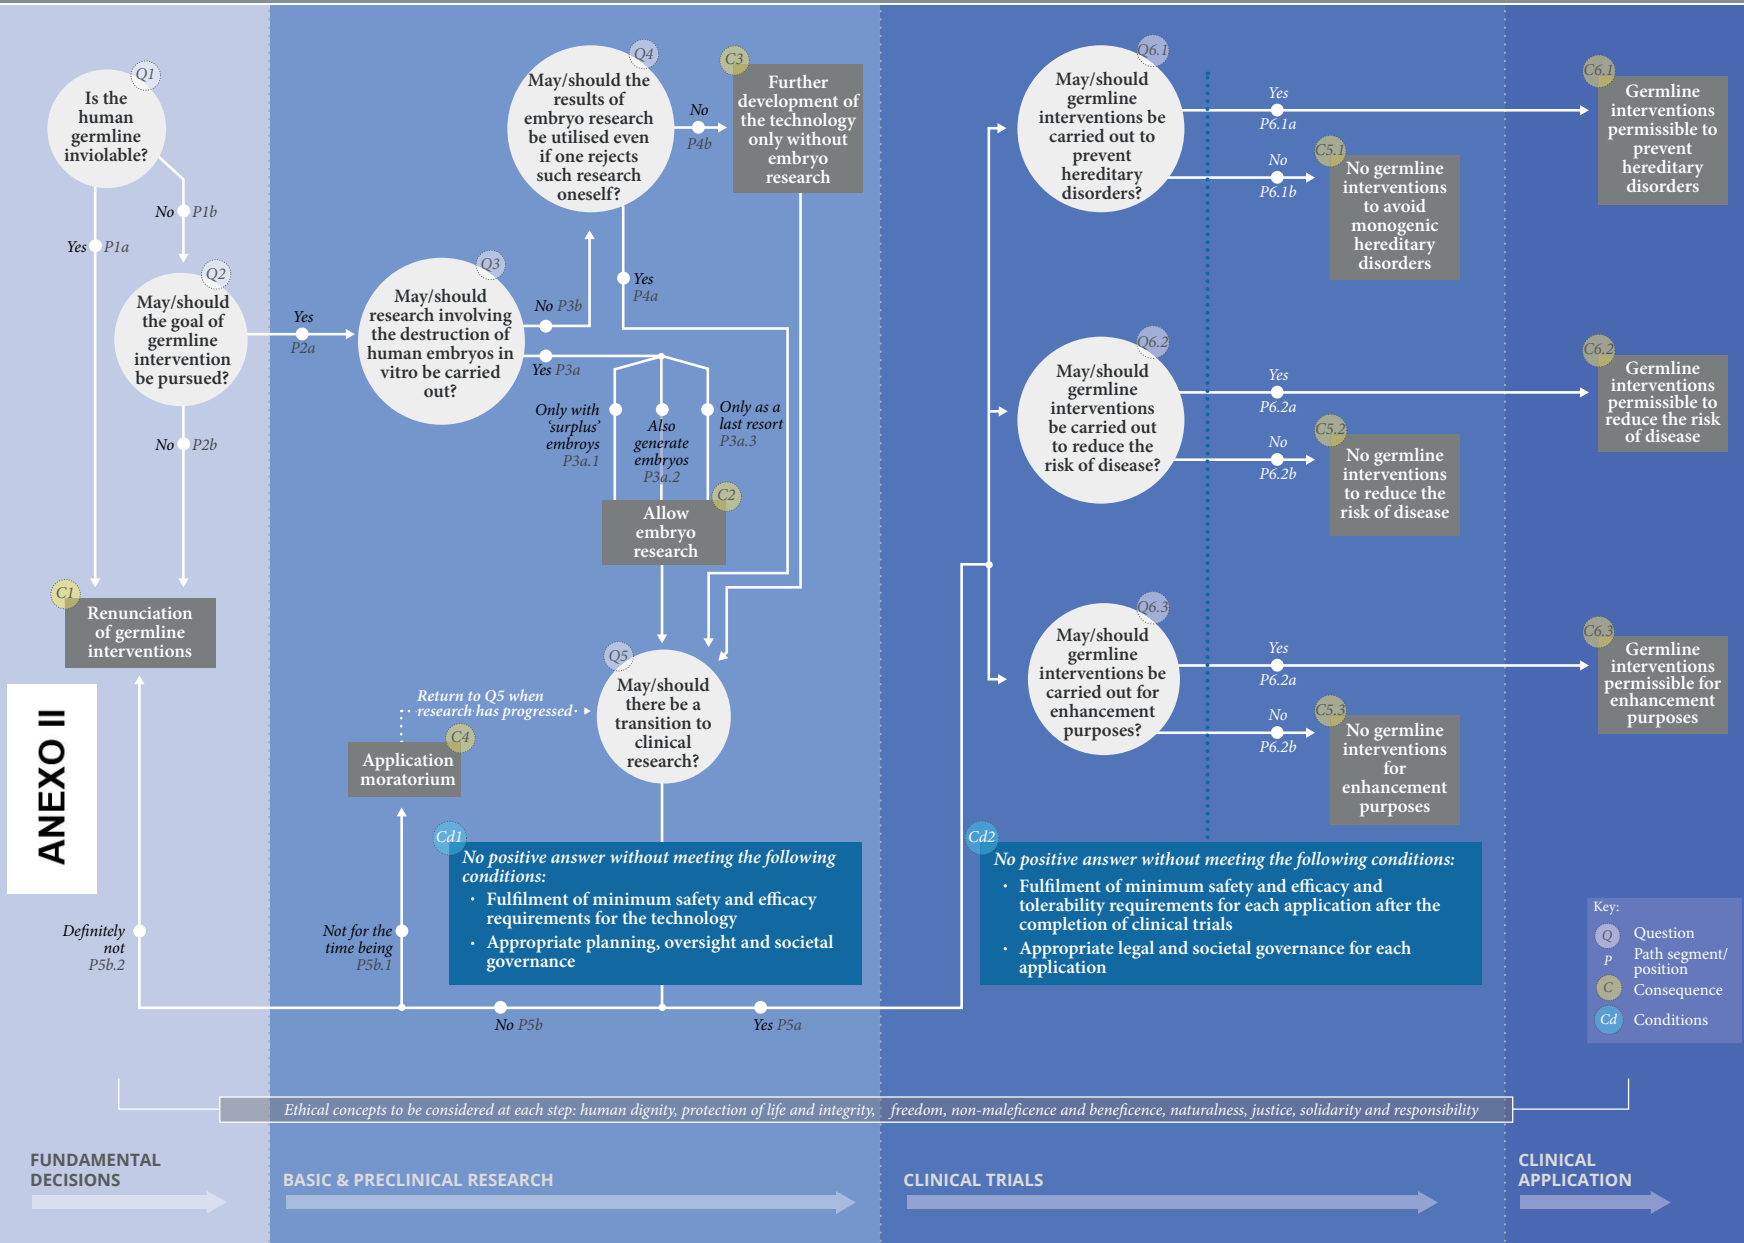 Q1
Is the
human
germline
inviolable?
No P1b
Yes P1a
Q2
May/should
the goal of
germline
intervention
be pursued?
Yes
P2a
No P2b
C1
Renunciation
of germline
interventions
ANEXO II
Definitely
not
P5b.2
Q3
May/should
research involving
the destruction of
human embryos in
vitro be carried
out?
No P3b
Yes P3a
Q4
May/should the
results of
embryo research
be utilised even
if one rejects
such research
oneself?
No
P4b
Yes
P4a
C3
Further
development of
the technology
only without
embryo
research
Only with
‘surplus’
embroys
P3a.1
Also
generate
embryos
P3a.2
Only as a
last resort
P3a.3
C2
Allow
embryo
research
Q5
May/should
there be a
transition to
clinical
research?
Return to Q5 when
research has progressed
C4
Application
moratorium
Not for the
time being
P5b.1
Cd1
No positive answer without meeting the following
conditions:
· Fulfilment of minimum safety and efficacy
requirements for the technology
· Appropriate planning, oversight and societal
governance
No P5b
Yes P5a
Q6.1
May/should
germline
interventions be
carried out to
prevent
hereditary
disorders?
Yes
P6.1a
No
P6.1b
C5.1
No germline
interventions
to avoid
monogenic
hereditary
disorders
C6.1
Germline
interventions
permissible to
prevent
hereditary
disorders
Q6.2
May/should
germline
interventions
be carried out
to reduce the
risk of disease?
Yes
P6.2a
No
P6.2b
C5.2
No germline
interventions
to reduce the
risk of disease
C6.2
Germline
interventions
permissible to
reduce the risk
of disease
Q6.3
May/should
germline
interventions be
carried out for
enhancement
purposes?
Yes
P6.2a
No
P6.2b
C5.3
No germline
interventions
for
enhancement
purposes
C6.3
Germline
interventions
permissible for
enhancement
purposes
Cd2
No positive answer without meeting the following conditions:
· Fulfilment of minimum safety and efficacy and
tolerability requirements for each application after the
completion of clinical trials
· Appropriate legal and societal governance for each
application
Key:
Q Question
P Path segment/
position
C Consequence
Cd Conditions
Ethical concepts to be considered at each step: human dignity, protection of life and integrity, freedom, non-maleficence and beneficence, naturalness, justice, solidarity and responsibility
FUNDAMENTAL
DECISIONS
BASIC & PRECLINICAL RESEARCH
CLINICAL TRIALS
CLINICAL
APPLICATION